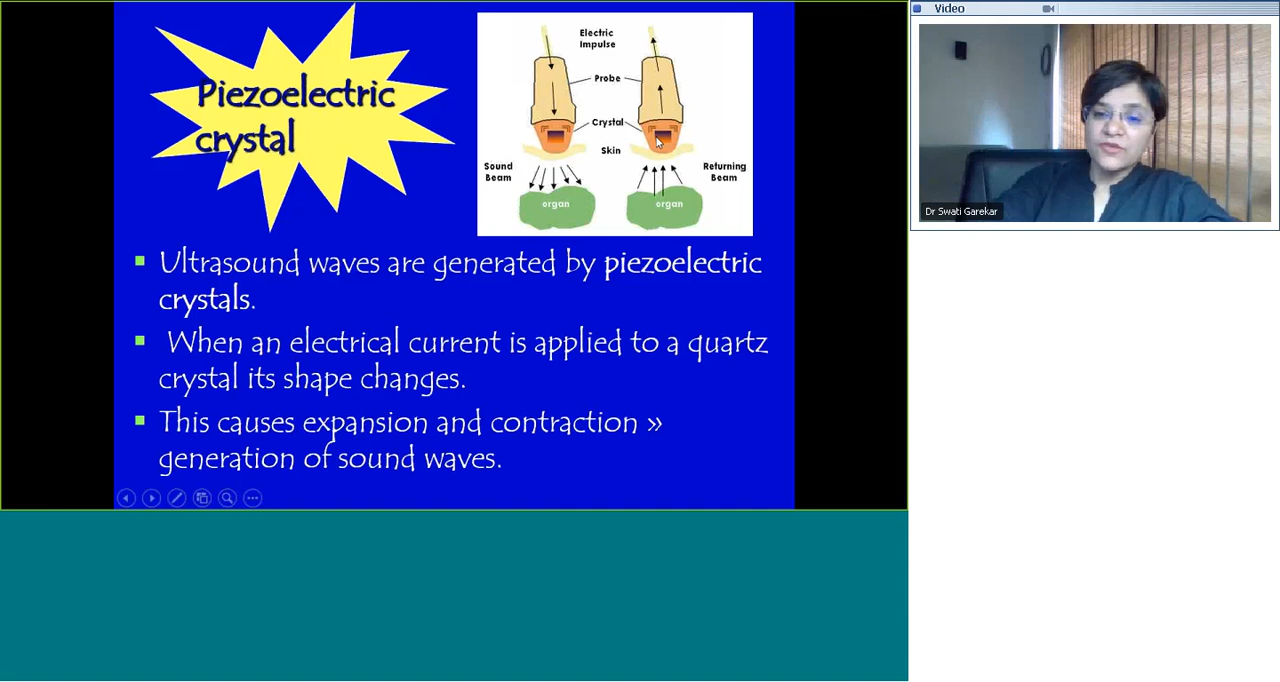 Piezoelectric
crystal
Electric
Impulse
Probe
Crystal
Skin
Sound
Beam
Returning
Beam
organ
organ
▪ Ultrasound waves are generated by piezoelectric
crystals.
▪ When an electrical current is applied to a quartz
crystal its shape changes.
▪ This causes expansion and contraction »
generation of sound waves.
Video
Dr Swati Garekar